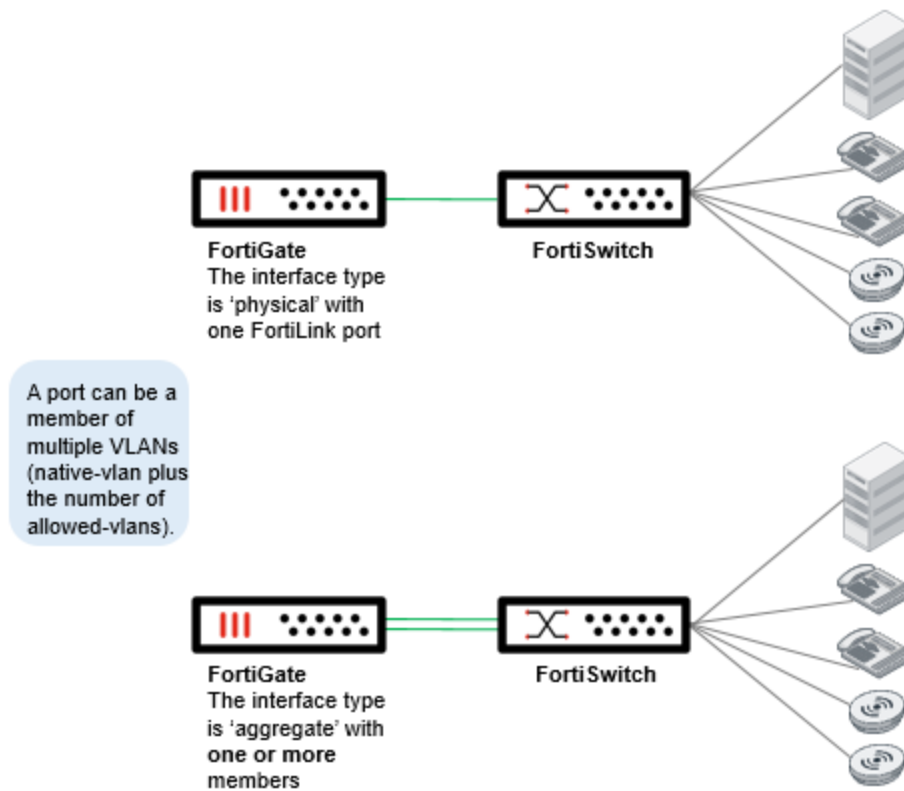 FortiGate
The interface type
is ‘physical’ with
one FortiLink port
FortiSwitch
A port can be a
member of
multiple VLANs
(native-vlan plus
the number of
allowed-vlans).
FortiGate
The interface type
is ‘aggregate’ with
one or more
members
FortiSwitch